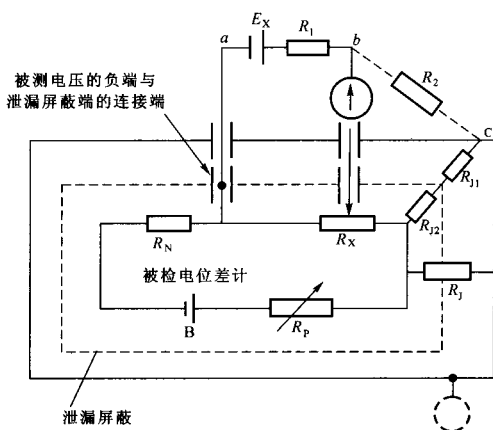 a
E_X
R_1
b
R_2
c
被测电压的负端与
泄漏屏蔽端的连接端
R_J1
R_J2
R_N
R_X
被检电位差计
R_J
B
R_P
泄漏屏蔽